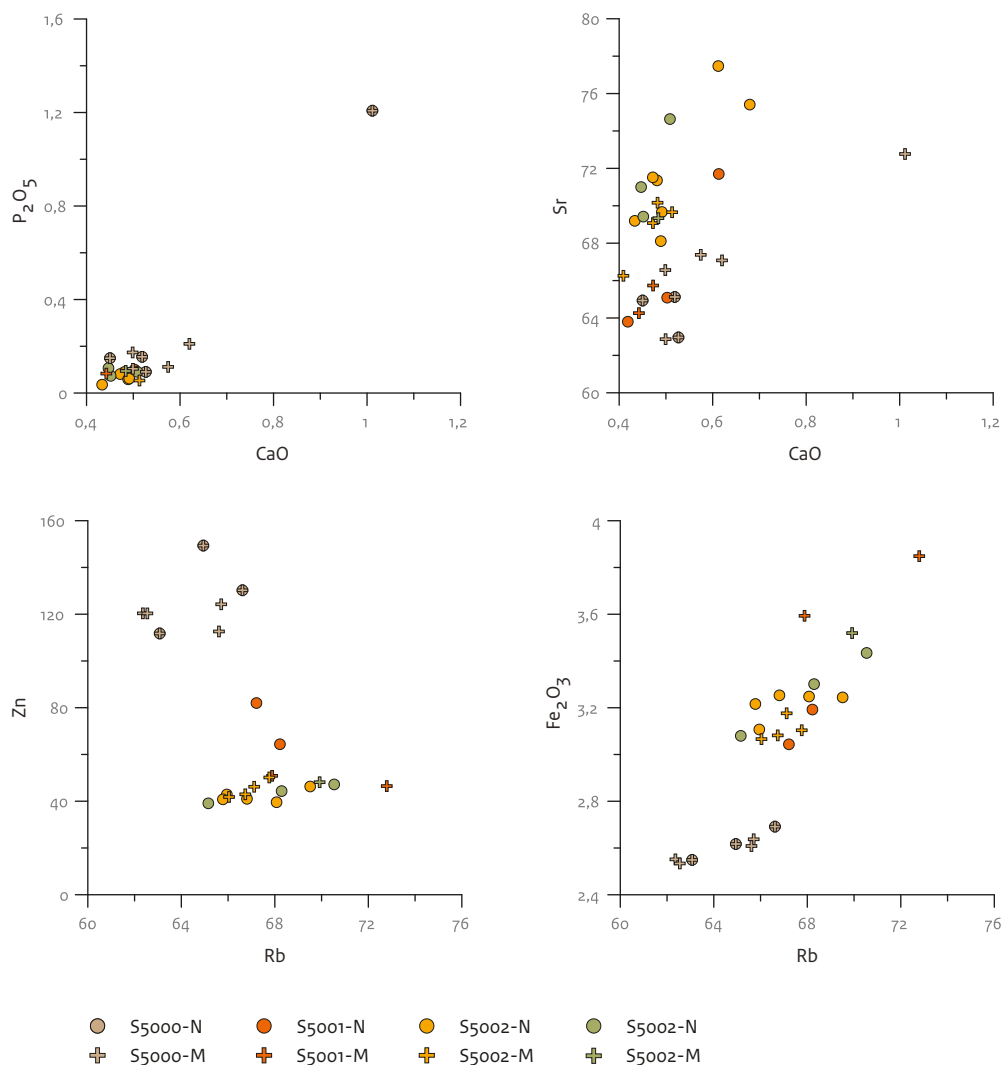 1,6
1,2
0,8
0,4
0
P₂O₅
0,4 0,6 0,8 1 1,2
CaO
80
76
72
68
64
60
Sr
0,4 0,6 0,8 1 1,2
CaO
160
120
80
40
0
Zn
60 64 68 72 76
Rb
4
3,6
3,2
2,8
2,4
Fe₂O₃
60 64 68 72 76
Rb
S5000-N S5001-N S5002-N S5002-N
S5000-M S5001-M S5002-M S5002-M